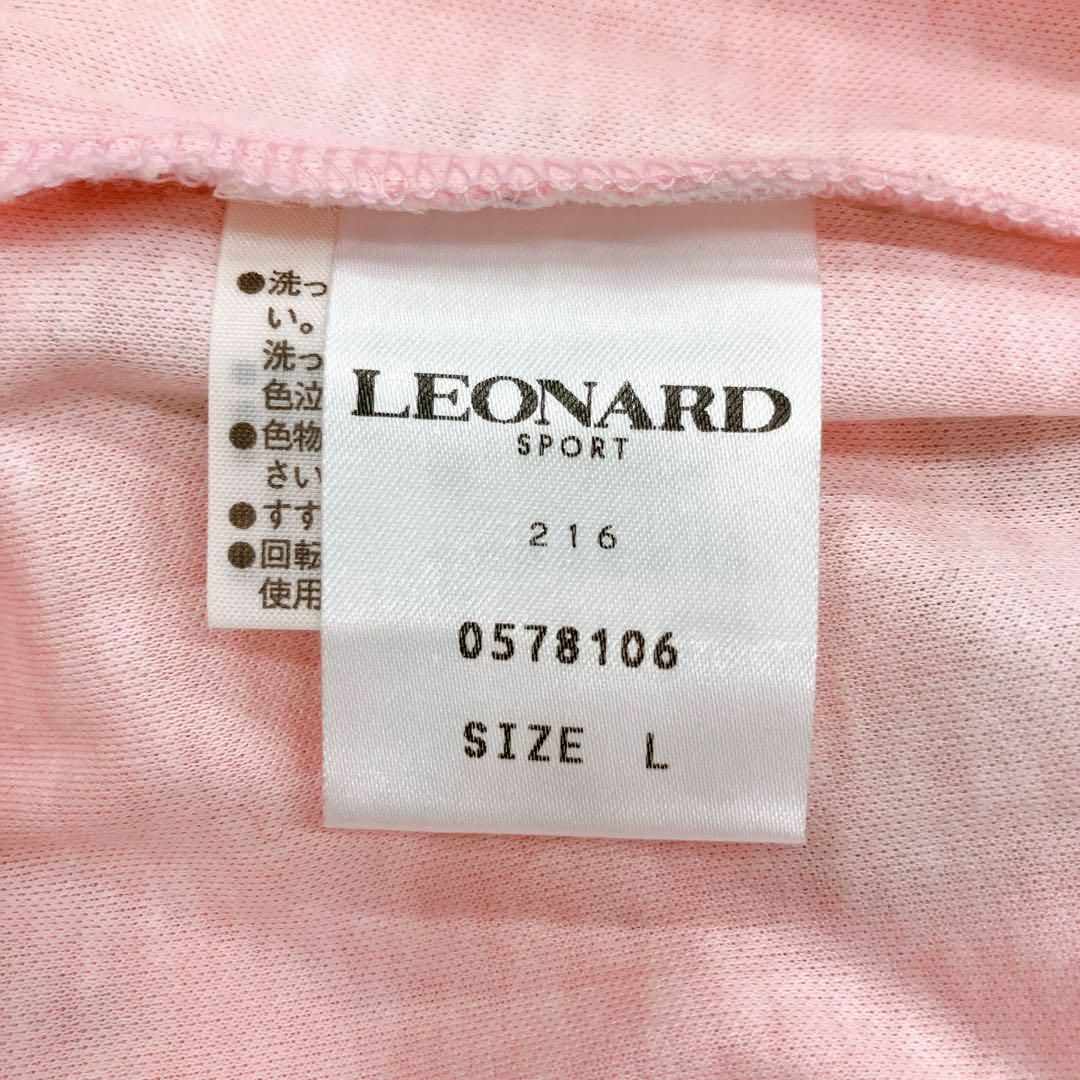 ●洗っ
い。
洗っ
色泣
●色物
さい
●すす
●回転
使用
LEONARD
SPORT
216
0578106
SIZE L